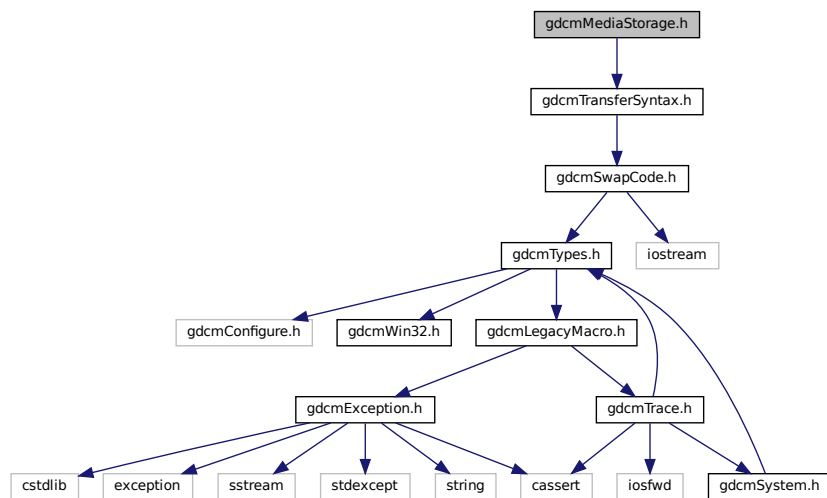 gdcmMediaStorage.h
gdcmTransferSyntax.h
gdcmSwapCode.h
gdcmTypes.h
iostream
gdcmConfigure.h
gdcmWin32.h
gdcmLegacyMacro.h
gdcmException.h
gdcmTrace.h
cstdlib
exception
sstream
stdexcept
string
cassert
iosfwd
gdcmSystem.h